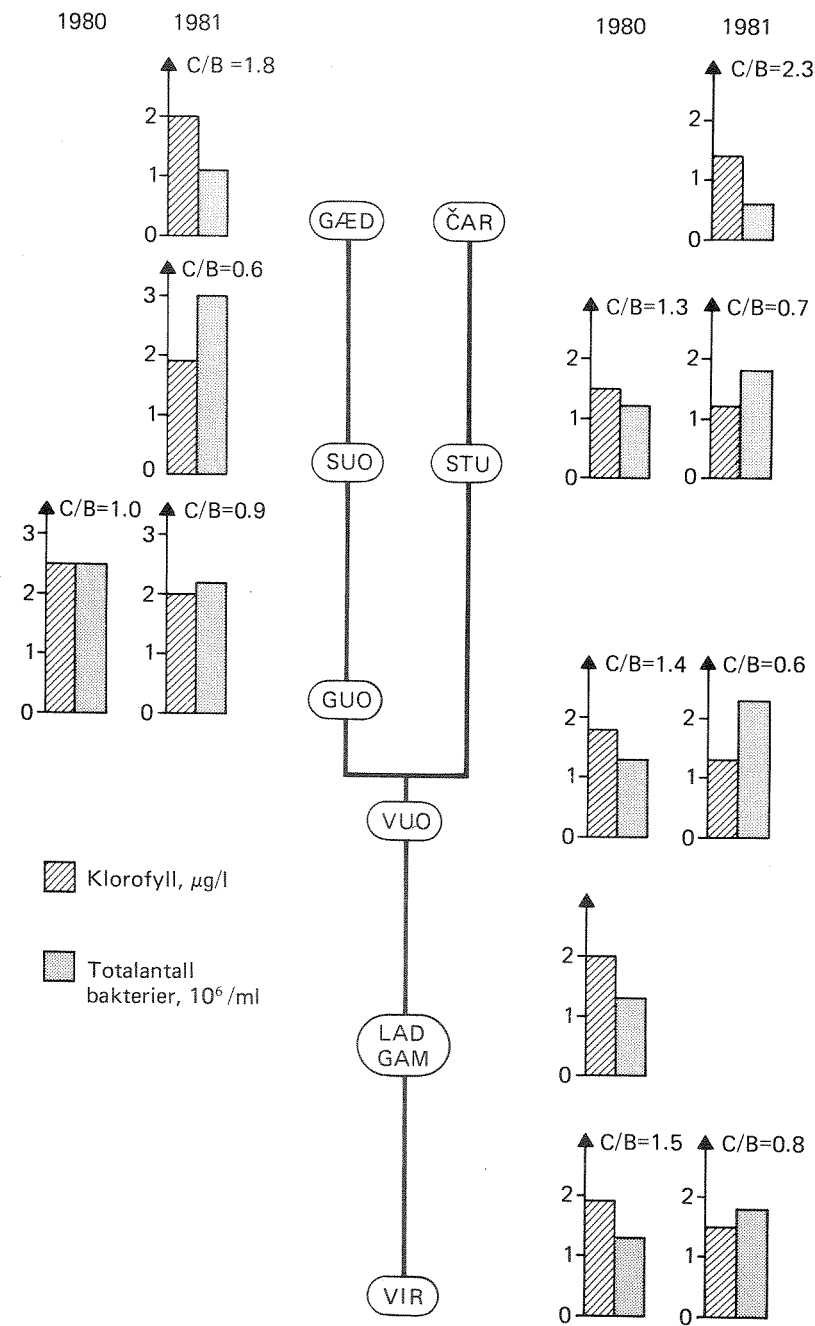 1980 1981
1980 1981
C/B =1.8
2
1
0
C/B=2.3
2
1
0
GÆD
ČAR
C/B=0.6
3
2
1
0
C/B=1.3
2
1
0
C/B=0.7
2
1
0
SUO
STU
C/B=1.0
3
2
1
0
C/B=0.9
3
2
1
0
GUO
C/B=1.4
2
1
0
C/B=0.6
2
1
0
VUO
Klorofyll, µg/l
Totalantall
bakterier, 10⁶/ml
2
1
0
LAD
GAM
C/B=1.5
2
1
0
C/B=0.8
2
1
0
VIR